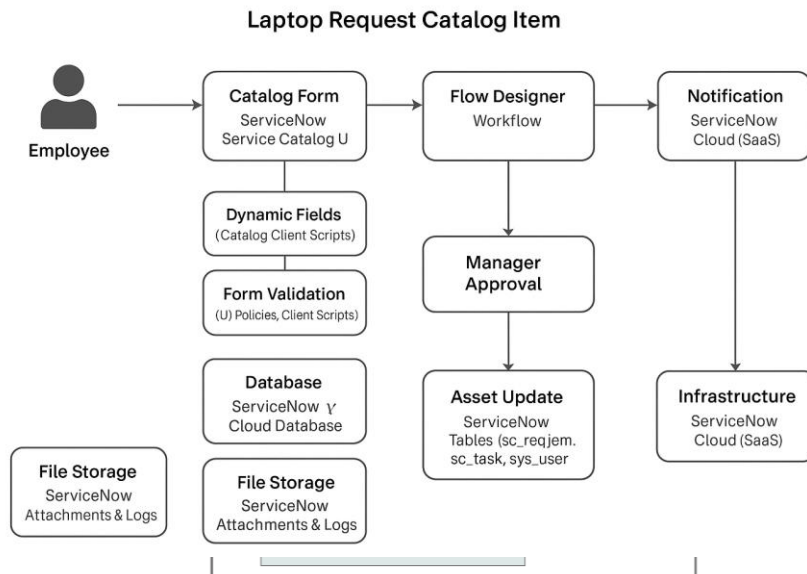 Laptop Request Catalog Item
Employee
Catalog Form
ServiceNow
Service Catalog U
Flow Designer
Workflow
Notification
ServiceNow
Cloud (SaaS)
Dynamic Fields
(Catalog Client Scripts)
Form Validation
(U) Policies, Client Scripts)
Manager
Approval
Database
ServiceNow Y
Cloud Database
Asset Update
ServiceNow
Tables (sc_reqjem.
sc_task, sys_user
Infrastructure
ServiceNow
Cloud (SaaS)
File Storage
ServiceNow
Attachments & Logs
File Storage
ServiceNow
Attachments & Logs